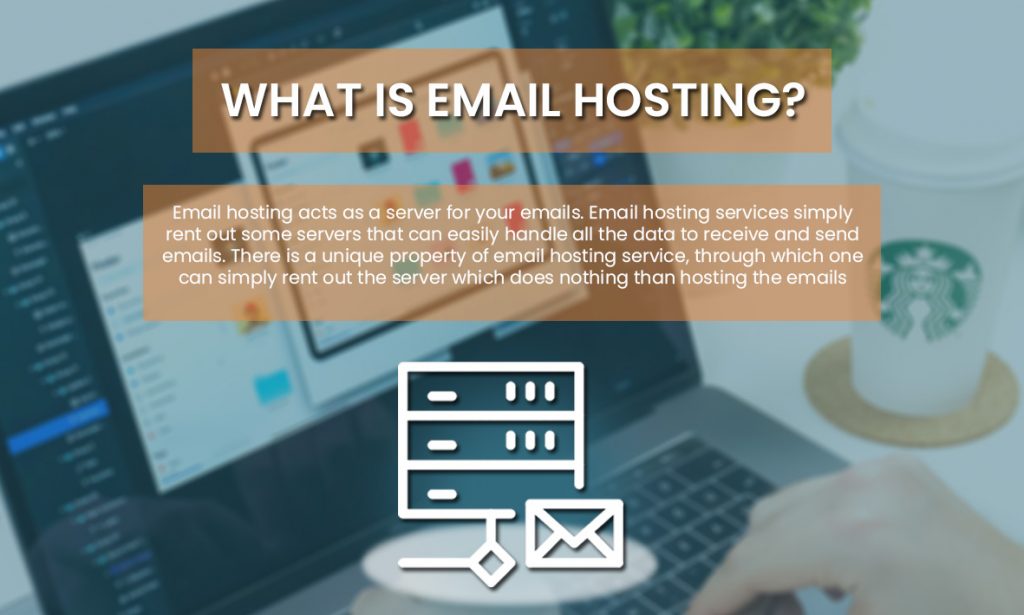 WHAT IS EMAIL HOSTING?
Email hosting acts as a server for your emails. Email hosting services simply
rent out some servers that can easily handle all the data to receive and send
emails. There is a unique property of email hosting service, through which one
can simply rent out the server which does nothing than hosting the emails